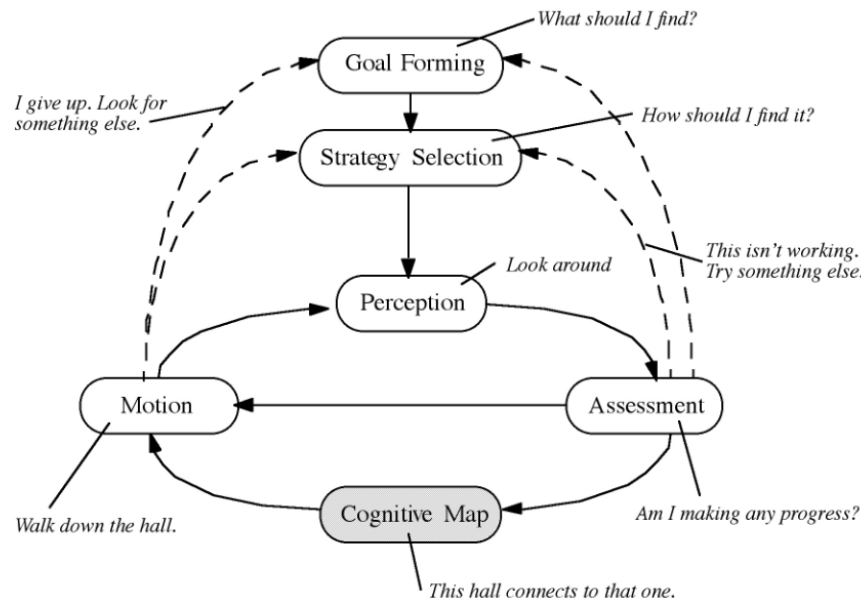 What should I find?
Goal Forming
I give up. Look for
something else.
How should I find it?
Strategy Selection
This isn't working.
Try something else.
Look around
Perception
Motion
Assessment
Walk down the hall.
Cognitive Map
Am I making any progress?
This hall connects to that one.